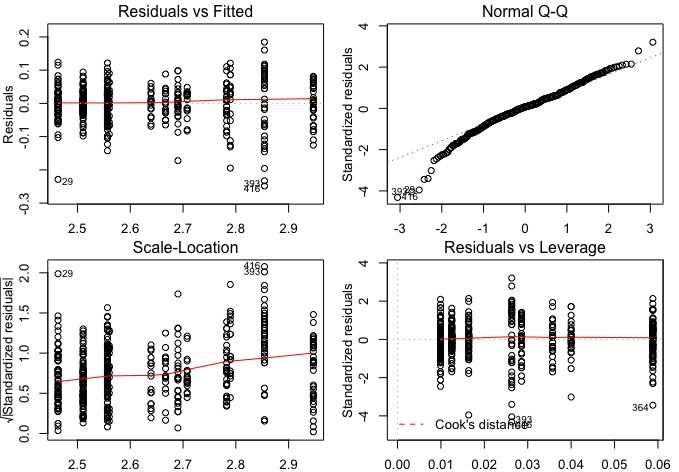 Residuals vs Fitted
Residuals
-0.3 -0.1 0.0 0.1 0.2
29
393
416
2.5 2.6 2.7 2.8 2.9
Normal Q-Q
Standardized residuals
-4 -2 0 2 4
416
-3 -2 -1 0 1 2 3
Scale-Location
√|Standardized residuals|
0.0 0.5 1.0 1.5 2.0
29
416
393
2.5 2.6 2.7 2.8 2.9
Residuals vs Leverage
Standardized residuals
-4 -2 0 2 4
364
393
Cook's distance
0.00 0.01 0.02 0.03 0.04 0.05 0.06